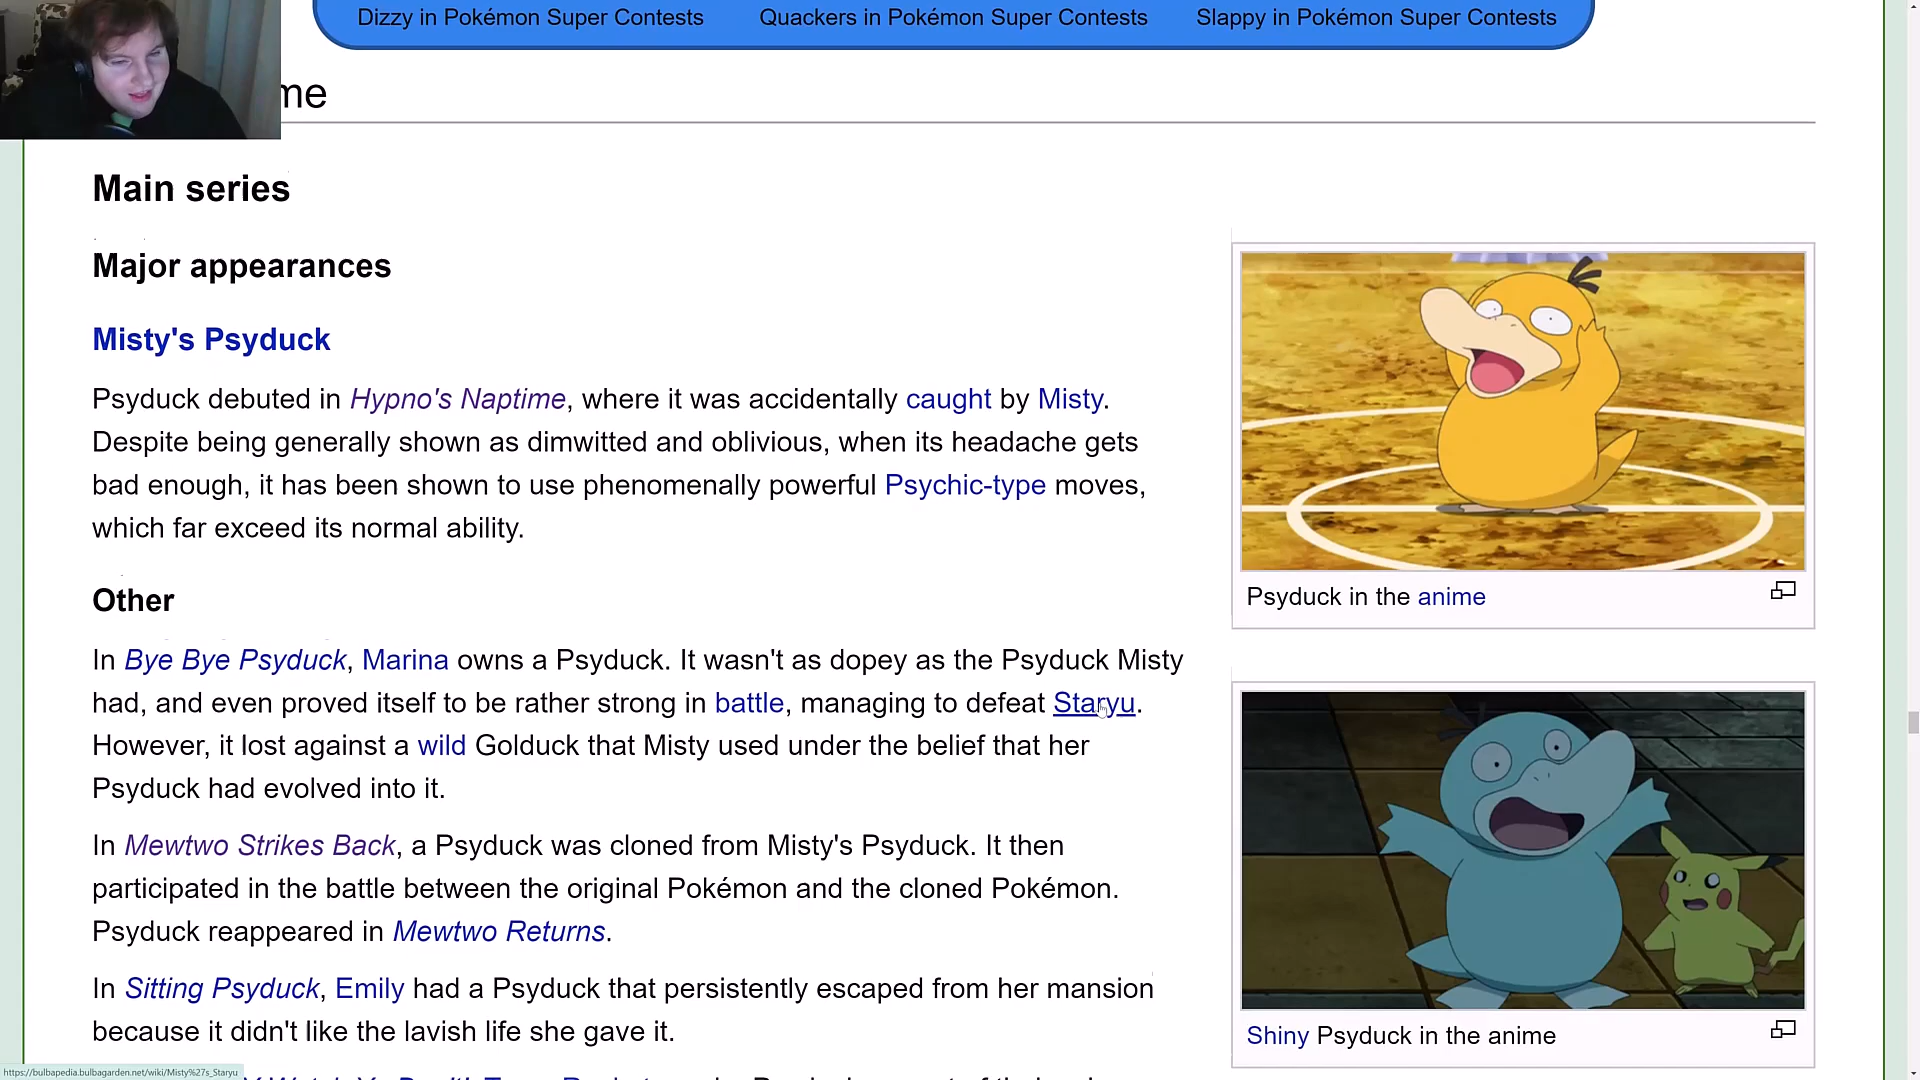 Dizzy in Pokémon Super Contests Quackers in Pokémon Super Contests Slappy in Pokémon Super Contests
me
Main series
Major appearances
Misty's Psyduck
Psyduck debuted in Hypno's Naptime, where it was accidentally caught by Misty.
Despite being generally shown as dimwitted and oblivious, when its headache gets
bad enough, it has been shown to use phenomenally powerful Psychic-type moves,
which far exceed its normal ability.
Psyduck in the anime
Other
In Bye Bye Psyduck, Marina owns a Psyduck. It wasn't as dopey as the Psyduck Misty
had, and even proved itself to be rather strong in battle, managing to defeat Staryu.
However, it lost against a wild Golduck that Misty used under the belief that her
Psyduck had evolved into it.
In Mewtwo Strikes Back, a Psyduck was cloned from Misty's Psyduck. It then
participated in the battle between the original Pokémon and the cloned Pokémon.
Psyduck reappeared in Mewtwo Returns.
In Sitting Psyduck, Emily had a Psyduck that persistently escaped from her mansion
because it didn't like the lavish life she gave it.
Shiny Psyduck in the anime
https://bulbapedia.bulbagarden.net/wiki/Misty%27s_Staryu